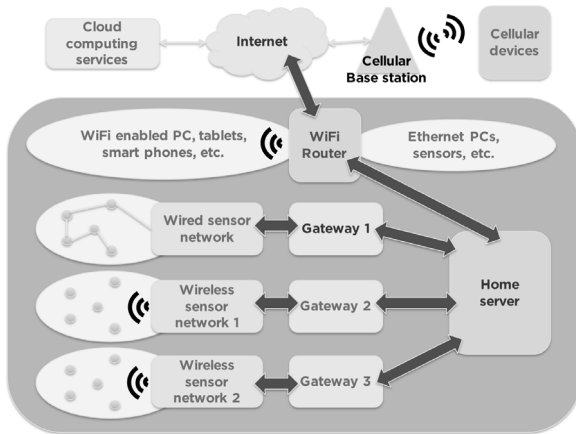 Cloud
computing
services
Internet
Cellular
Base station
Cellular
devices
WiFi enabled PC, tablets,
smart phones, etc.
WiFi
Router
Ethernet PCs,
sensors, etc.
Wired sensor
network
Gateway 1
Home
server
Wireless
sensor
network 1
Gateway 2
Wireless
sensor
network 2
Gateway 3